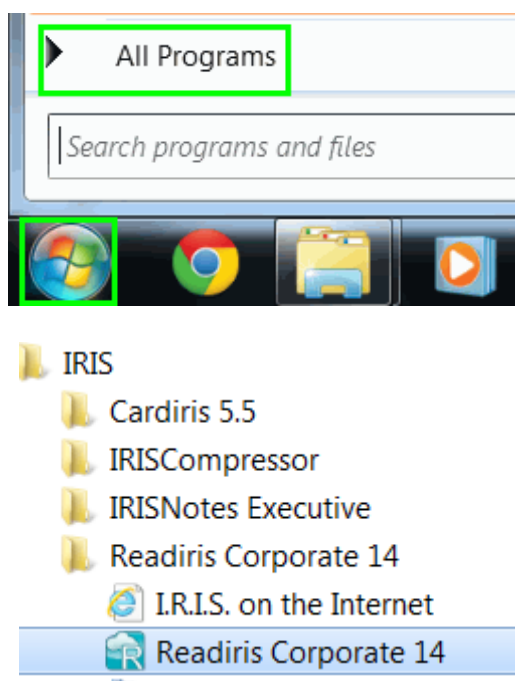 All Programs
Search programs and files
IRIS
Cardiris 5.5
IRISCompressor
IRISNotes Executive
Readiris Corporate 14
I.R.I.S. on the Internet
Readiris Corporate 14